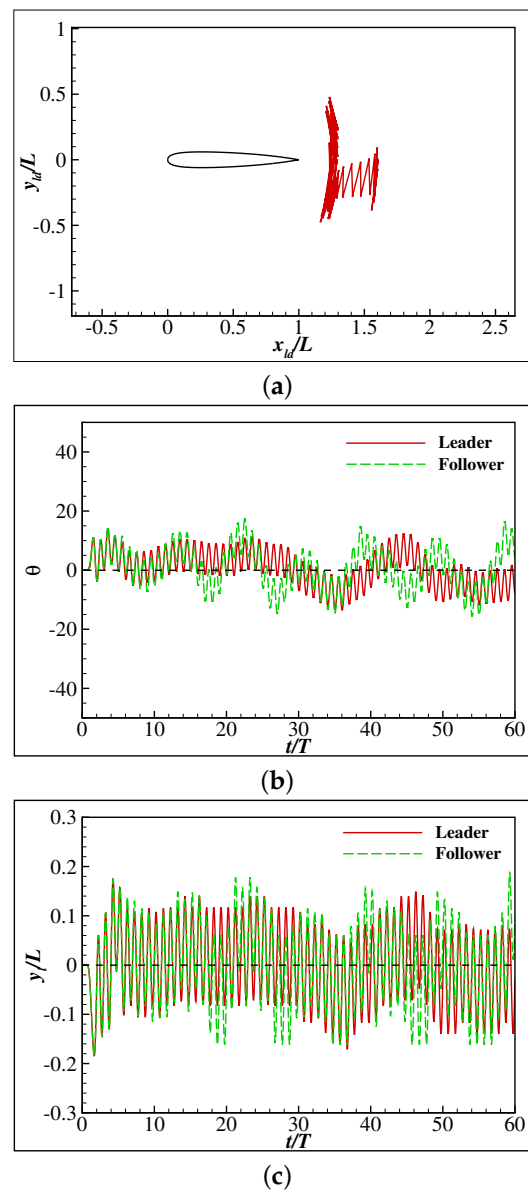 1
0.5
0
-0.5
-1
y_ld/L
-0.5 0 0.5 1 1.5 2 2.5
x_ld/L
(a)
40
20
0
-20
-40
θ
Leader
Follower
0 10 20 30 40 50 60
t/T
(b)
0.3
0.2
0.1
0
-0.1
-0.2
-0.3
y_l/L
Leader
Follower
0 10 20 30 40 50 60
t/T
(c)